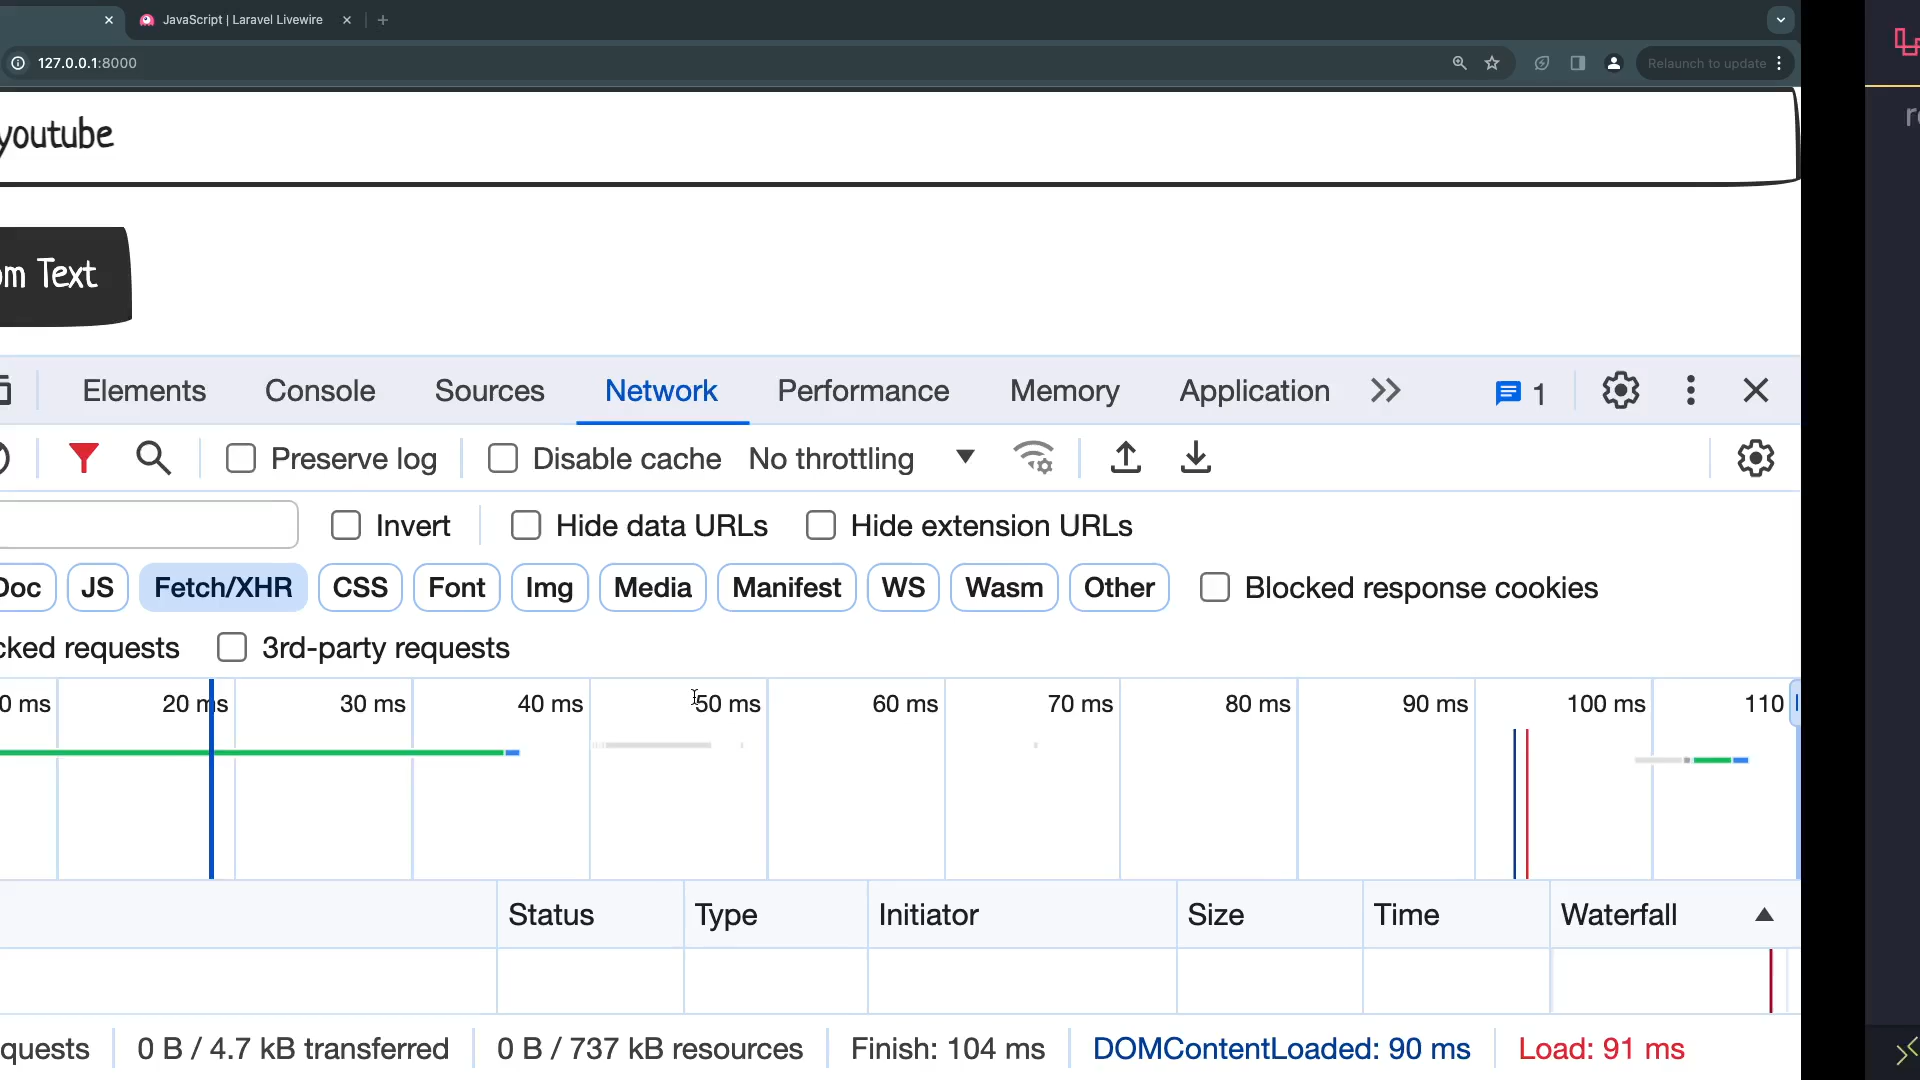 JavaScript | Laravel Livewire
127.0.0.1:8000
Relaunch to update
youtube
om Text
Elements Console Sources Network Performance Memory Application 1
Preserve log Disable cache No throttling
Invert Hide data URLs Hide extension URLs
Doc JS Fetch/XHR CSS Font Img Media Manifest WS Wasm Other Blocked response cookies
cked requests 3rd-party requests
0 ms 20 ms 30 ms 40 ms 50 ms 60 ms 70 ms 80 ms 90 ms 100 ms 110
Status Type Initiator Size Time Waterfall
quests 0 B / 4.7 kB transferred 0 B / 737 kB resources Finish: 104 ms DOMContentLoaded: 90 ms Load: 91 ms